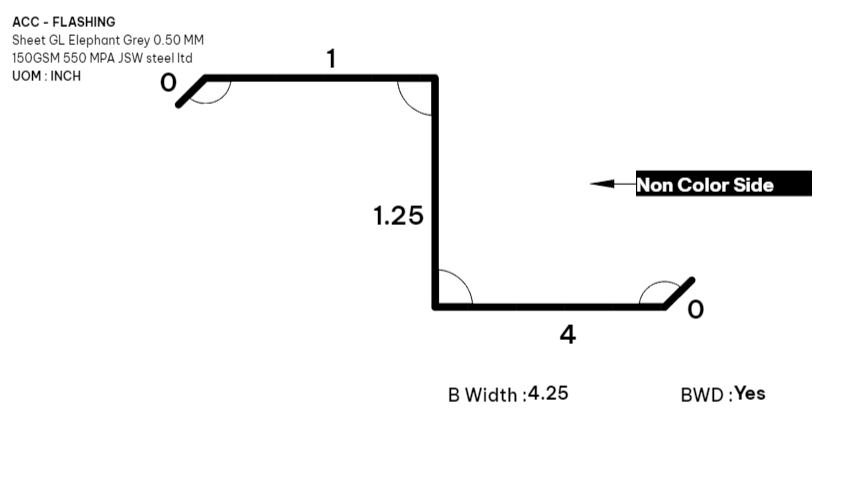 ACC - FLASHING
Sheet GL Elephant Grey 0.50 MM
150GSM 550 MPA JSW steel ltd
UOM : INCH
0
1
Non Color Side
1.25
0
4
B Width :4.25
BWD :Yes